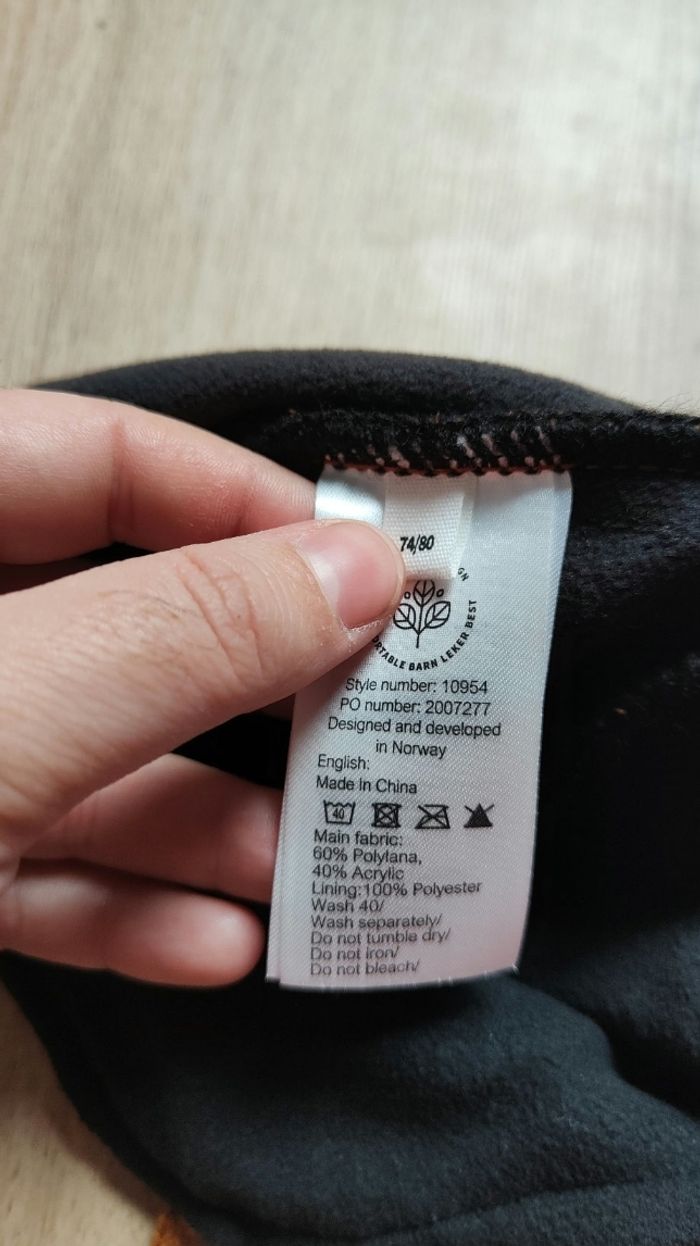 74/80
GN
BARN LEKER BEST
Style number: 10954
PO number: 2007277
Designed and developed
in Norway
English:
Made In China
40
Main fabric:
60% Polylana,
40% Acrylic
Lining:100% Polyester
Wash 40/
Wash separately/
Do not tumble dry/
Do not iron/
Do not bleach/